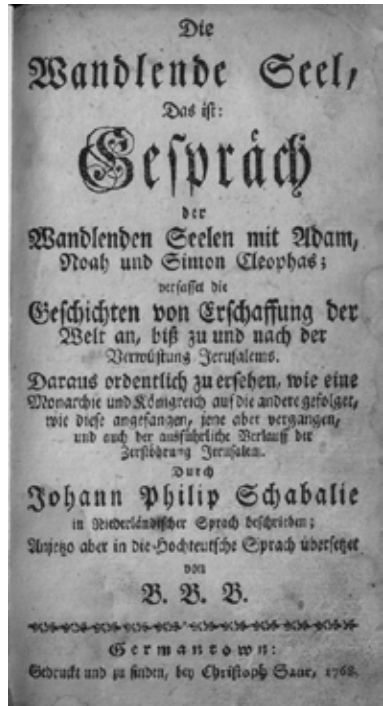 Die
Wandlende Seel,
Das ist:
Gespräch
der
Wandlenden Seelen mit Adam,
Noah und Simon Cleophas;
verfasset die
Geschichten von Erschaffung der
Welt an, biß zu und nach der
Verwüstung Jerusalems.
Daraus ordentlich zu ersehen, wie eine
Monarchie und Königreich auf die andere gefolget,
wie diese angefangen, jene aber vergangen,
und auch der ausführliche Verlauff der
Zerstöhrung Jerusalem.
Durch
Johann Philip Schabalie
in Niederländischer Sprach beschrieben;
Anjetzo aber in die Hochteutsche Sprach übersetzet
von
B. B. B.
Germantown:
Gedruckt und zu finden, bey Christoph Saur, 1768.